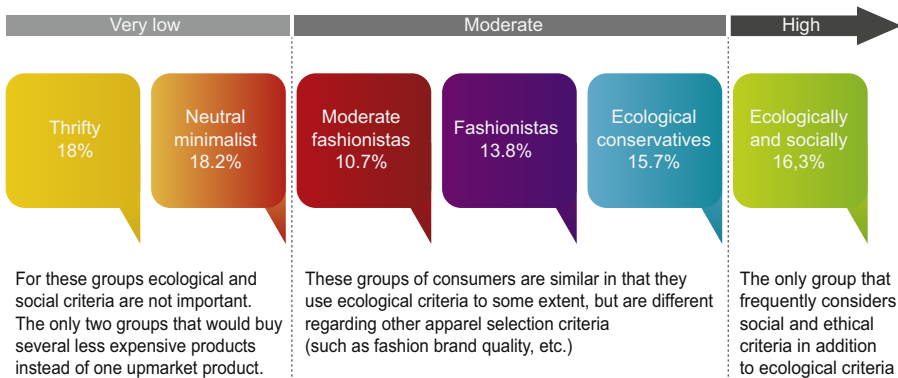 Very low
Moderate
High
Thrifty
18%
Neutral
minimalist
18.2%
Moderate
fashionistas
10.7%
Fashionistas
13.8%
Ecological
conservatives
15.7%
Ecologically
and socially
16,3%
For these groups ecological and
social criteria are not important.
The only two groups that would buy
several less expensive products
instead of one upmarket product.
These groups of consumers are similar in that they
use ecological criteria to some extent, but are different
regarding other apparel selection criteria
(such as fashion brand quality, etc.)
The only group that
frequently considers
social and ethical
criteria in addition
to ecological criteria